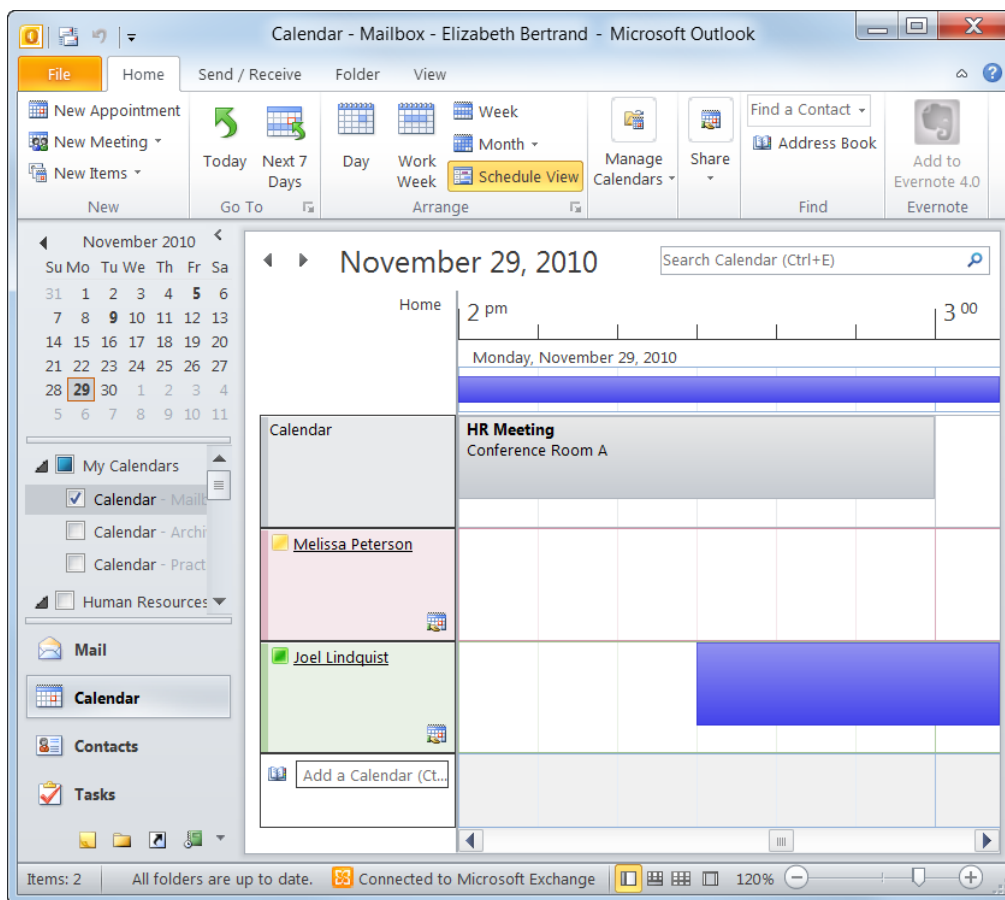 Calendar - Mailbox - Elizabeth Bertrand - Microsoft Outlook
File Home Send / Receive Folder View
New Appointment
New Meeting
New Items
New
Today
Next 7
Days
Go To
Day
Work
Week
Week
Month
Schedule View
Arrange
Manage
Calendars
Share
Find a Contact
Address Book
Find
Add to
Evernote 4.0
Evernote
November 2010
Su Mo Tu We Th Fr Sa
31 1 2 3 4 5 6
7 8 9 10 11 12 13
14 15 16 17 18 19 20
21 22 23 24 25 26 27
28 29 30 1 2 3 4
5 6 7 8 9 10 11
My Calendars
Calendar - Mailb
Calendar - Archi
Calendar - Pract
Human Resources
Mail
Calendar
Contacts
Tasks
November 29, 2010
Search Calendar (Ctrl+E)
Home
2 pm
3 00
Monday, November 29, 2010
Calendar
HR Meeting
Conference Room A
Melissa Peterson
Joel Lindquist
Add a Calendar (Ct...
Items: 2 All folders are up to date. Connected to Microsoft Exchange 120%